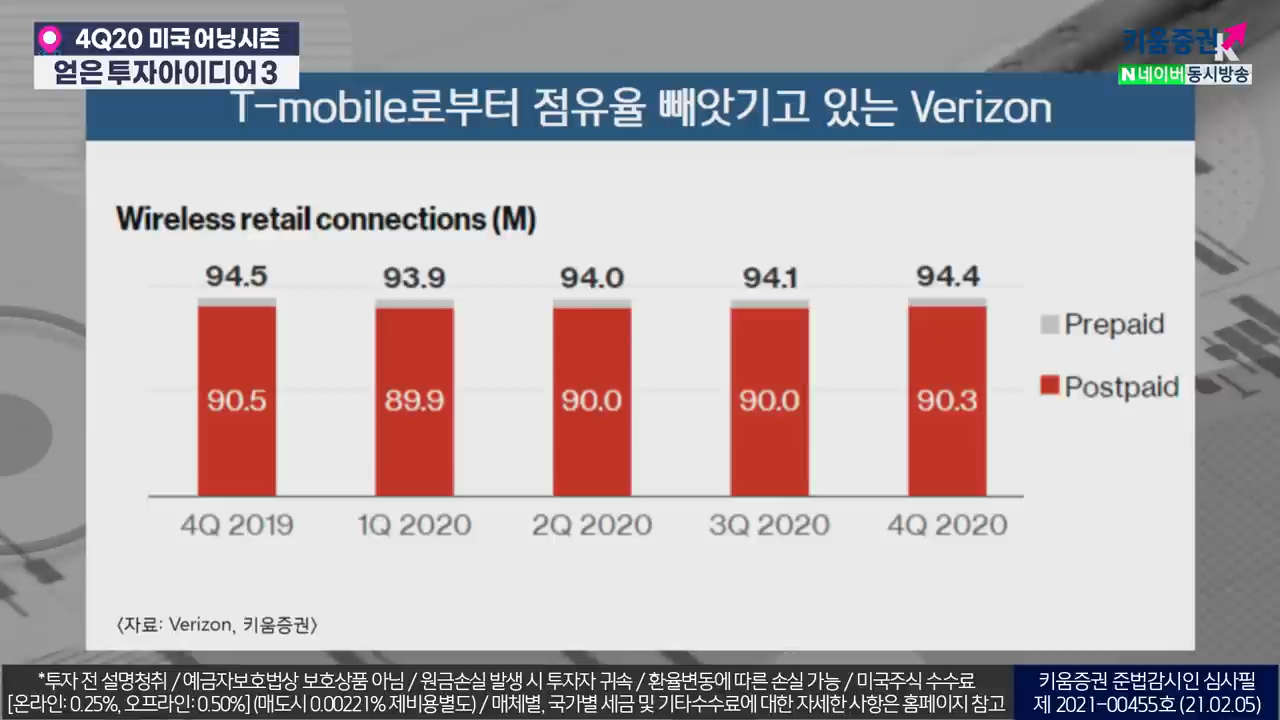 4Q20 미국 어닝시즌
얻은 투자아이디어 3
키움증권
N 네이버 동시방송
T-mobile로부터 점유율 빼앗기고 있는 Verizon
Wireless retail connections (M)
94.5 93.9 94.0 94.1 94.4
Prepaid
Postpaid
90.5 89.9 90.0 90.0 90.3
4Q 2019 1Q 2020 2Q 2020 3Q 2020 4Q 2020
〈자료: Verizon, 키움증권〉
*투자 전 설명청취 / 예금자보호법상 보호상품 아님 / 원금손실 발생 시 투자자 귀속 / 환율변동에 따른 손실 가능 / 미국주식 수수료
[온라인: 0.25%, 오프라인: 0.50%] (매도시 0.00221% 제비용별도) / 매체별, 국가별 세금 및 기타수수료에 대한 자세한 사항은 홈페이지 참고
키움증권 준법감시인 심사필
제 2021-00455호 (21.02.05)